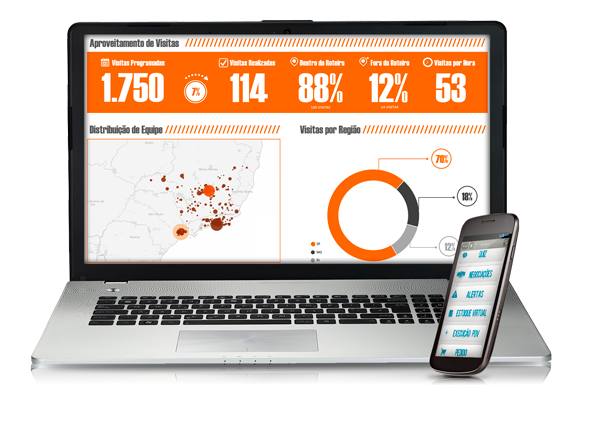 Aproveitamento de Visitas
Visitas Programadas
1.750
7%
Visitas Realizadas
114
Dentro do Roteiro
88%
Fora do Roteiro
12%
Visitas por Hora
53
Distribuição de Equipe
Visitas por Região
70%
18%
12%
QUIZ
NEGOCIAÇÕES
ALERTAS
ESTOQUE VIRTUAL
EXECUÇÃO PDV
PEDIDO